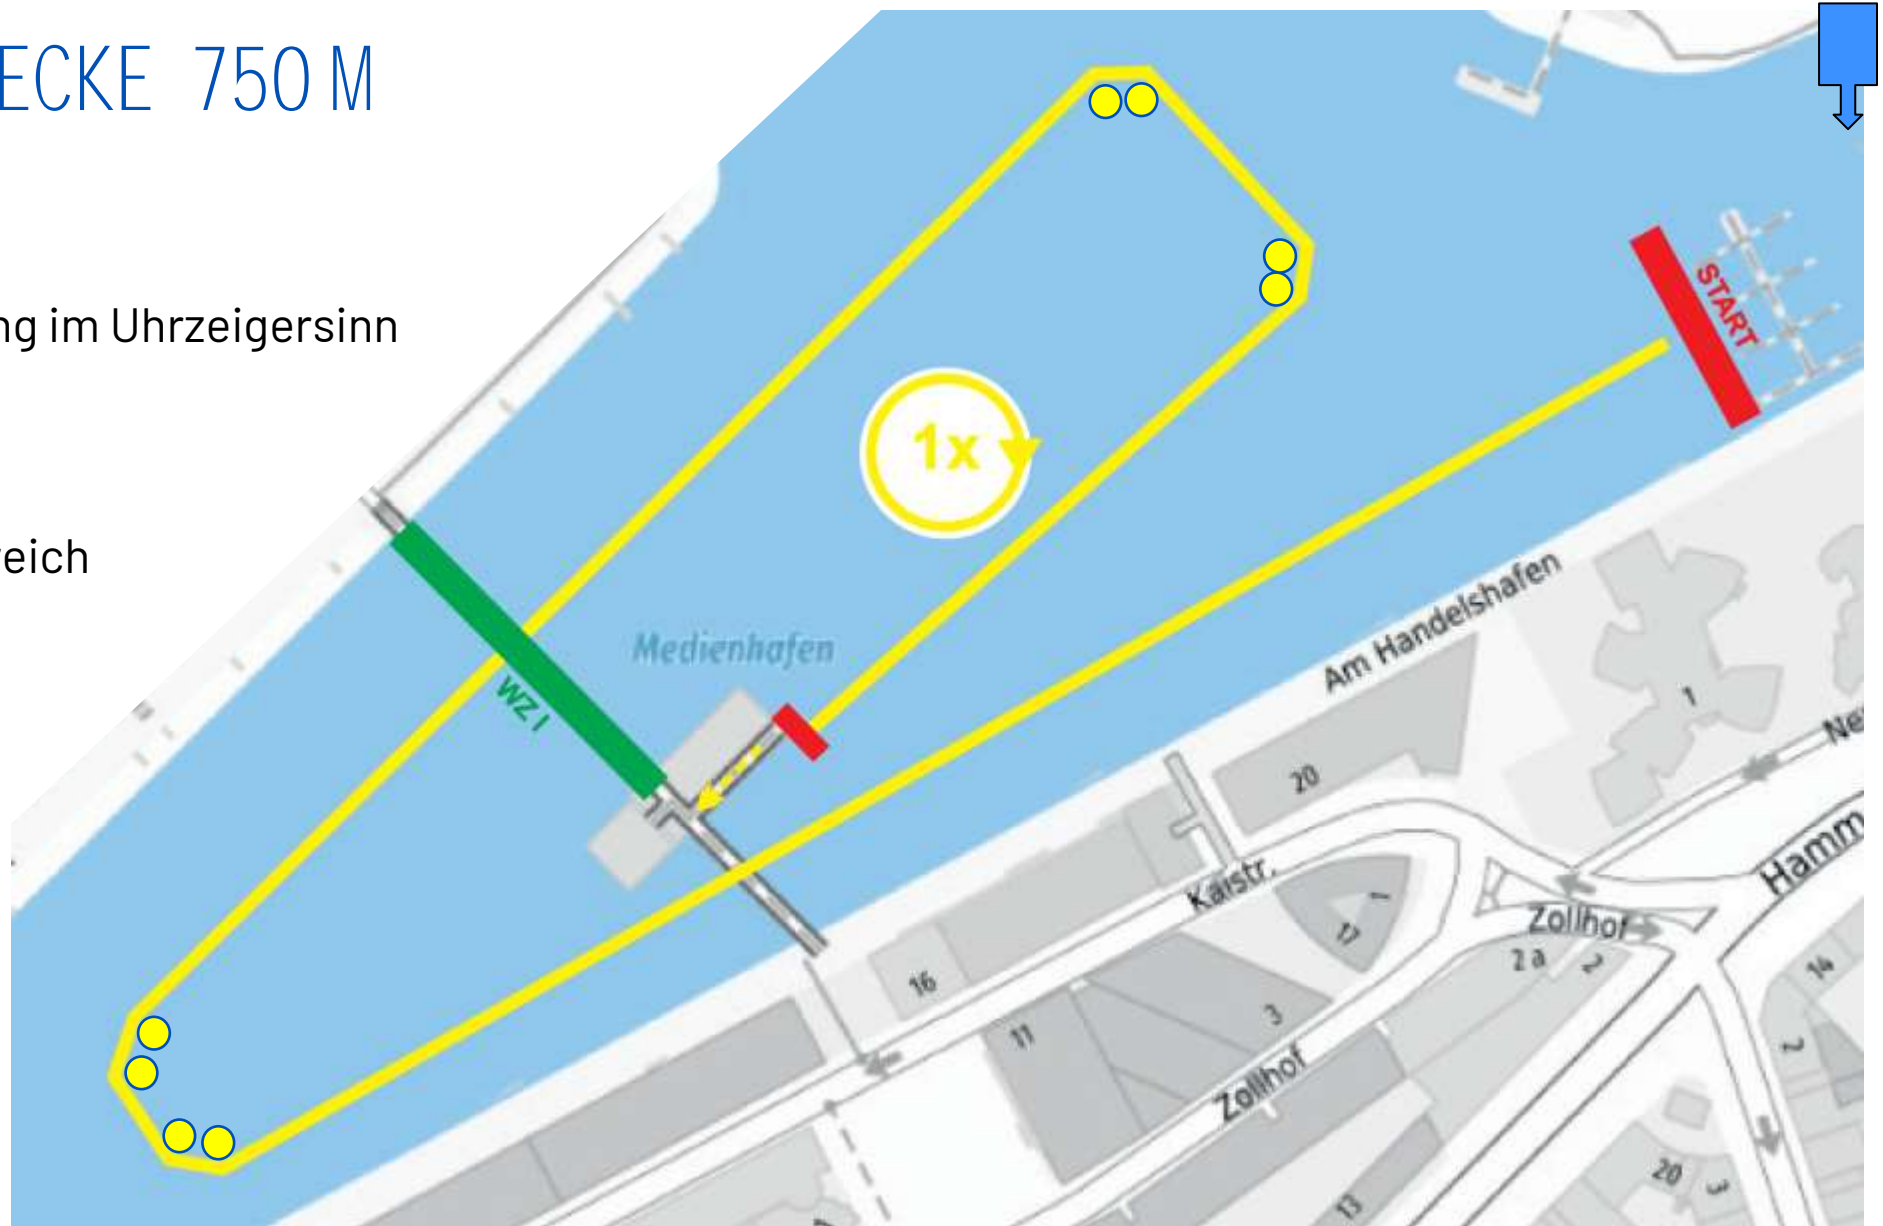 ECKE 750 M
ng im Uhrzeigersinn
eich
START
1x
WZ I
Medienhafen
Am Handelshafen
1
Ne
20
Hamm
Kaistr.
1
17
Zollhof
2 a
2
14
16
11
3
2
Zollhof
20
3
13